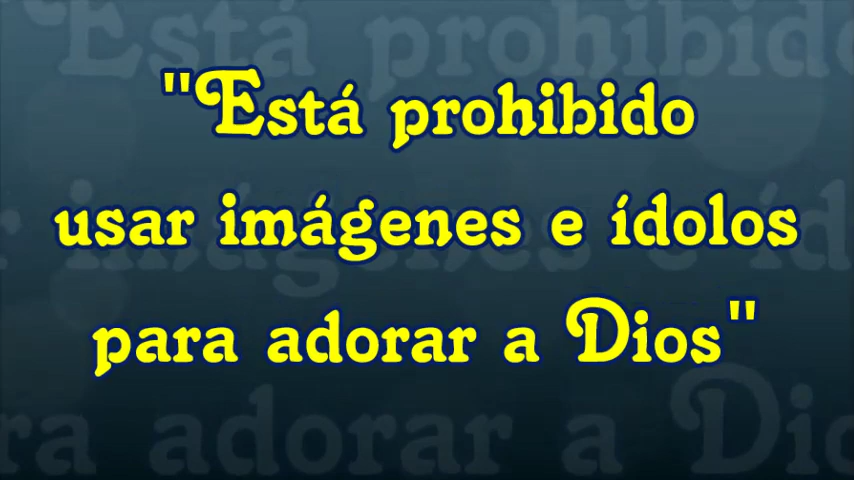 "Está prohibido
usar imágenes e ídolos
para adorar a Dios"